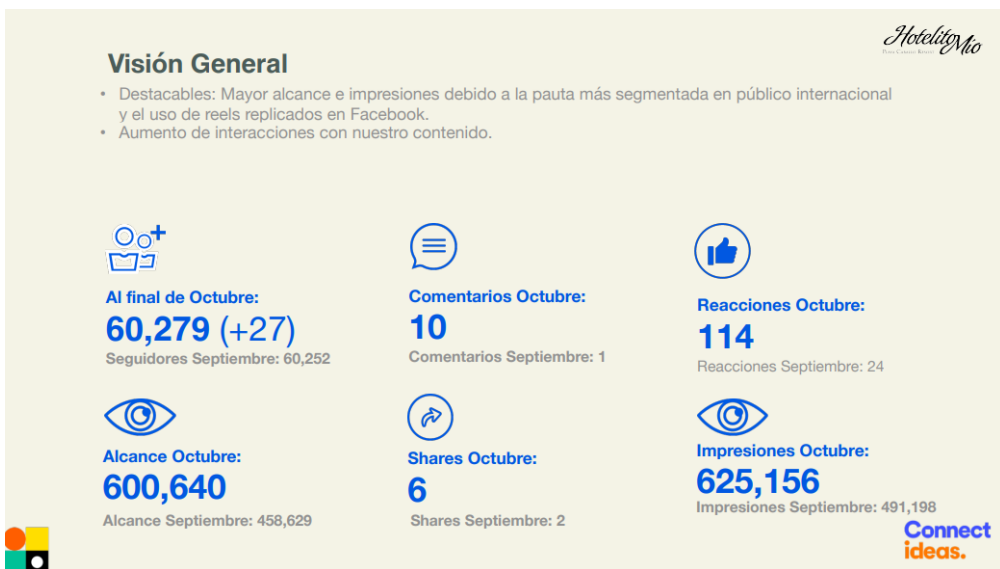 Hotelito Mio
Visión General
• Destacables: Mayor alcance e impresiones debido a la pauta más segmentada en público internacional
y el uso de reels replicados en Facebook.
• Aumento de interacciones con nuestro contenido.
Al final de Octubre:
60,279 (+27)
Seguidores Septiembre: 60,252
Comentarios Octubre:
10
Comentarios Septiembre: 1
Reacciones Octubre:
114
Reacciones Septiembre: 24
Alcance Octubre:
600,640
Alcance Septiembre: 458,629
Shares Octubre:
6
Shares Septiembre: 2
Impresiones Octubre:
625,156
Impresiones Septiembre: 491,198
Connect
ideas.